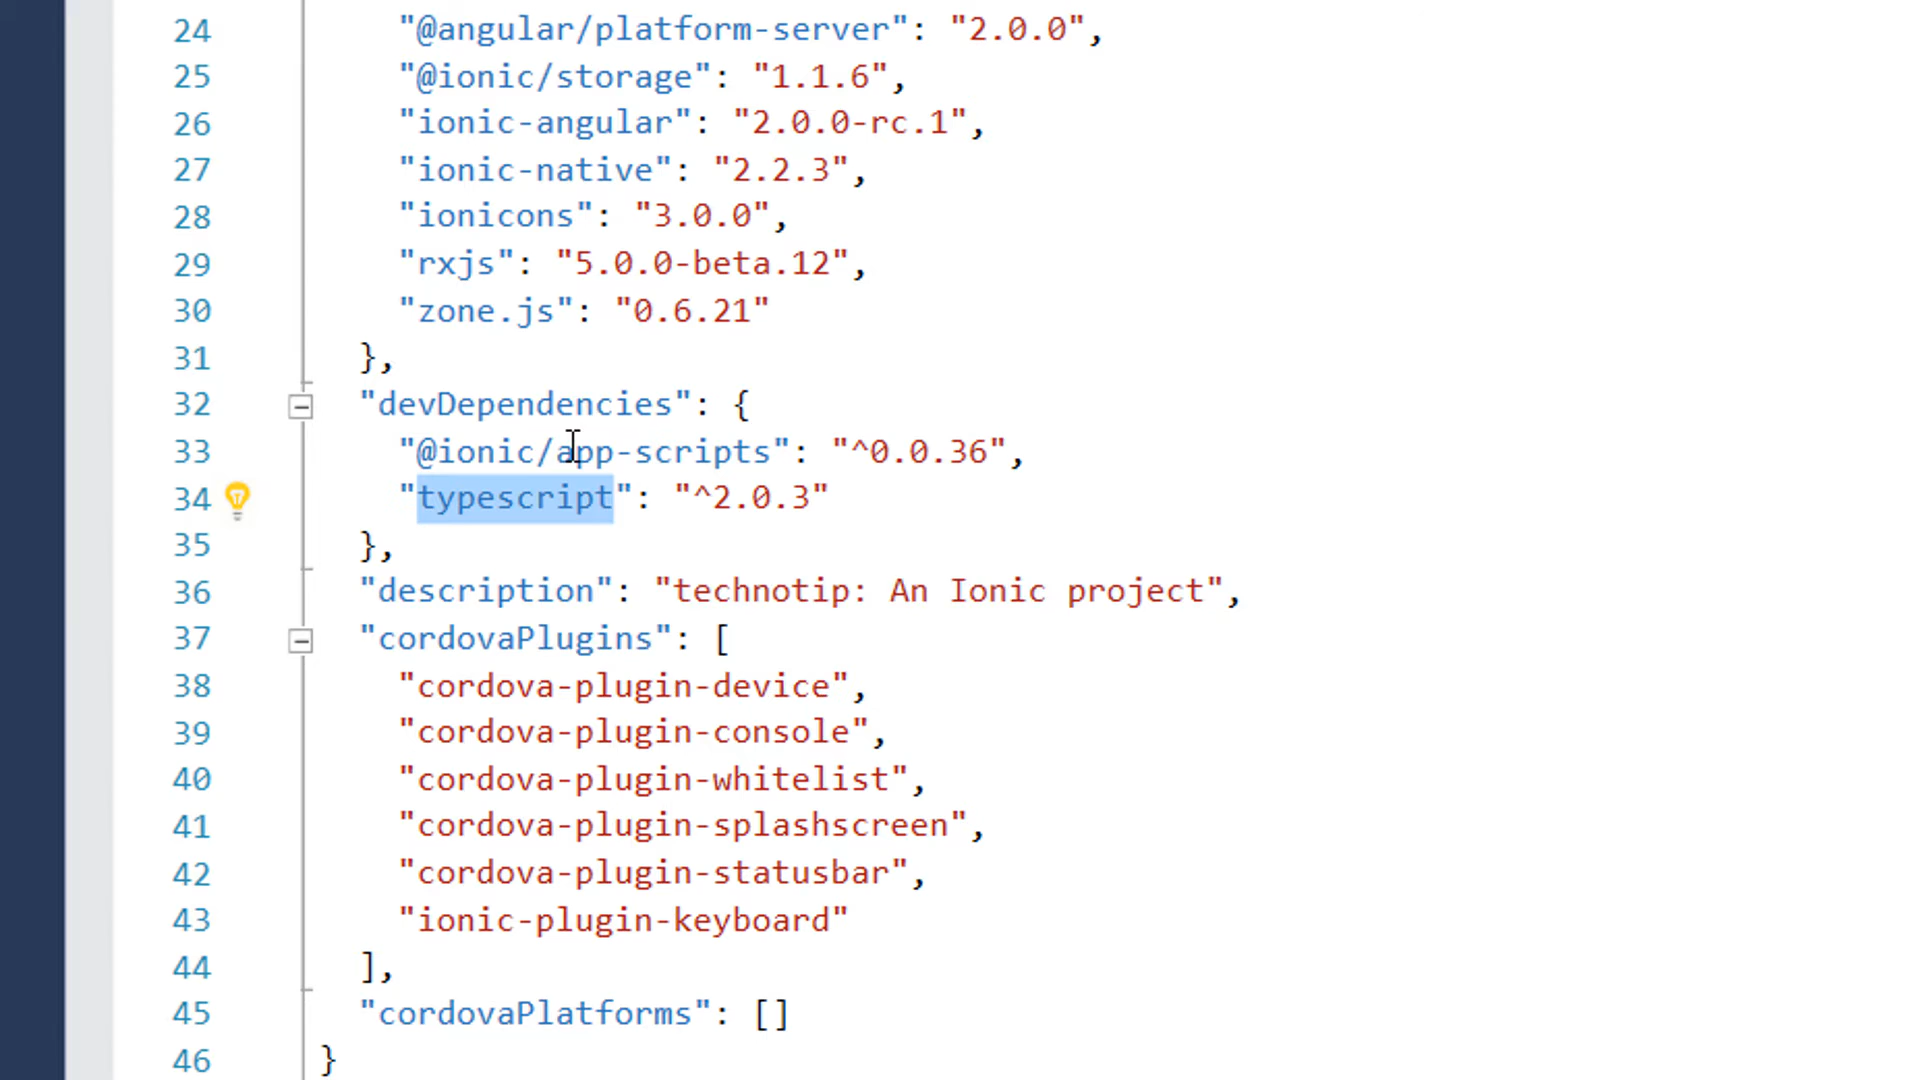 24 "@angular/platform-server": "2.0.0",
25 "@ionic/storage": "1.1.6",
26 "ionic-angular": "2.0.0-rc.1",
27 "ionic-native": "2.2.3",
28 "ionicons": "3.0.0",
29 "rxjs": "5.0.0-beta.12",
30 "zone.js": "0.6.21"
31 },
32 "devDependencies": {
33 "@ionic/app-scripts": "^0.0.36",
34 "typescript": "^2.0.3"
35 },
36 "description": "technotip: An Ionic project",
37 "cordovaPlugins": [
38 "cordova-plugin-device",
39 "cordova-plugin-console",
40 "cordova-plugin-whitelist",
41 "cordova-plugin-splashscreen",
42 "cordova-plugin-statusbar",
43 "ionic-plugin-keyboard"
44 ],
45 "cordovaPlatforms": []
46 }